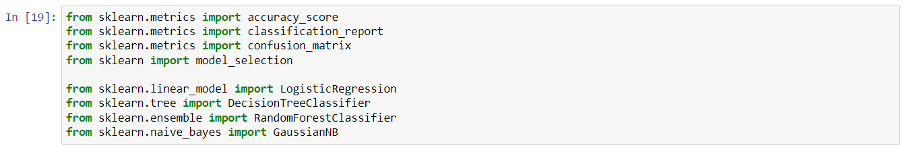 In [19]: from sklearn.metrics import accuracy_score
from sklearn.metrics import classification_report
from sklearn.metrics import confusion_matrix
from sklearn import model_selection
from sklearn.linear_model import LogisticRegression
from sklearn.tree import DecisionTreeClassifier
from sklearn.ensemble import RandomForestClassifier
from sklearn.naive_bayes import GaussianNB